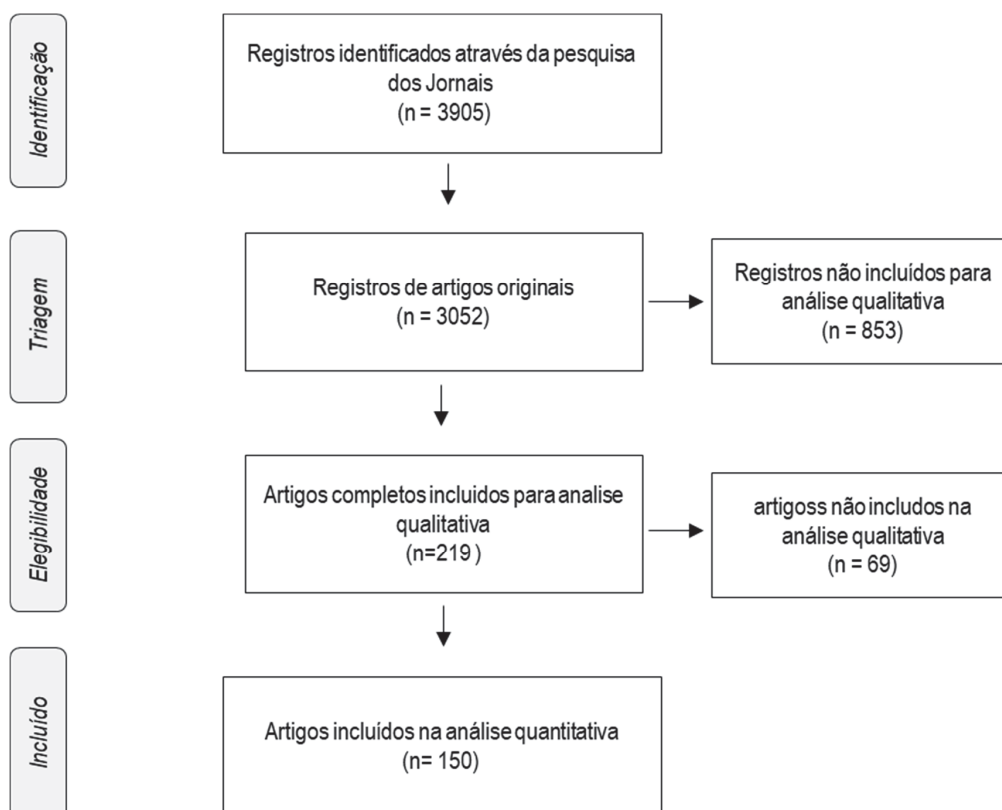 Identificação
Registros identificados através da pesquisa
dos Jornais
(n = 3905)
Triagem
Registros de artigos originais
(n = 3052)
Registros não incluídos para
análise qualitativa
(n = 853)
Elegibilidade
Artigos completos incluidos para analise
qualitativa
(n=219 )
artigoss não includos na
análise qualitativa
(n = 69)
Incluído
Artigos incluídos na análise quantitativa
(n= 150)